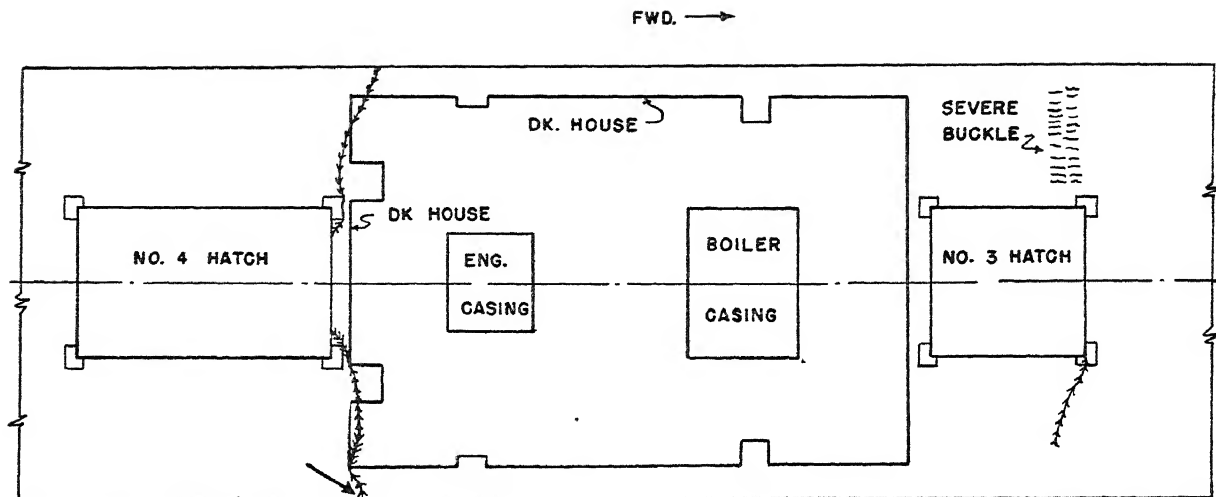 FWD.
SEVERE
BUCKLE
DK. HOUSE
DK HOUSE
NO. 4 HATCH
ENG.
CASING
BOILER
CASING
NO. 3 HATCH